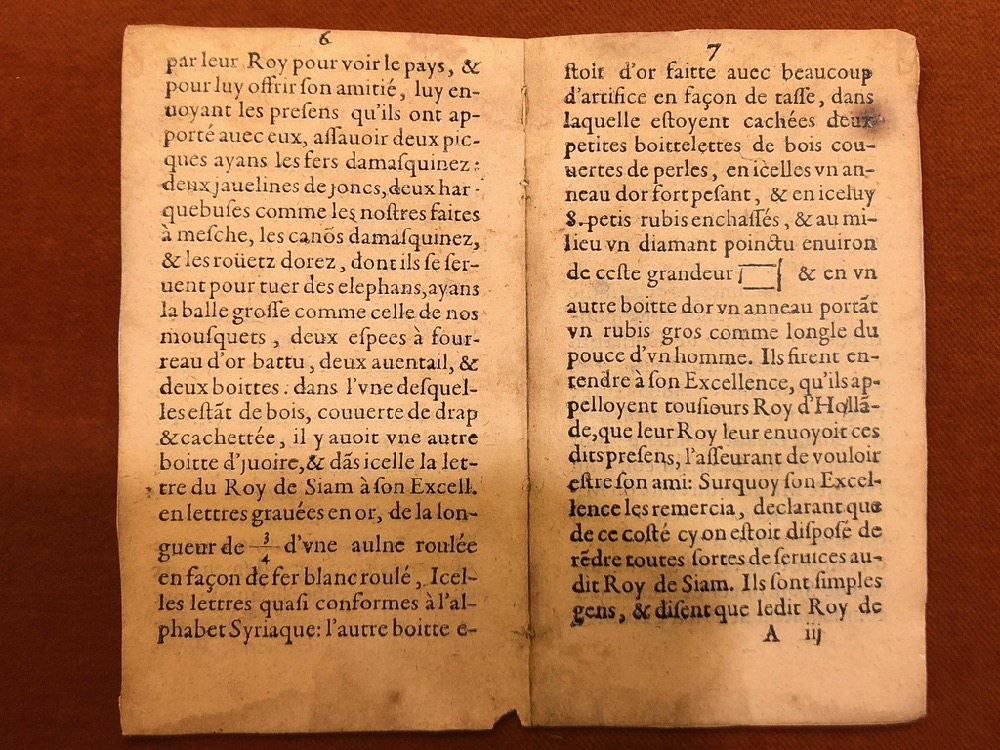 6
par leur Roy pour voir le pays, &
pour luy offrir ſon amitié, luy en-
uoyant les preſens qu'ils ont ap-
porté auec eux, aſſauoir deux pic-
ques ayans les fers damaſquinez:
deux jauelines de joncs, deux har-
quebuſes comme les noſtres faites
à meſche, les canõs damaſquinez,
& les roüetz dorez, dont ils ſe ſer-
uent pour tuer des elephans, ayans
la balle groſſe comme celle de nos
mouſquets, deux eſpees à four-
reau d'or battu, deux auentail, &
deux boittes. dans l'vne deſquel-
les eſtãt de bois, couuerte de drap
& cachettée, il y auoit vne autre
boitte d'juoire, & dãs icelle la let-
tre du Roy de Siam à ſon Excell.
en lettres grauées en or, de la lon-
gueur de 3/4 d'vne aulne roulée
en façon de fer blanc roulé, Icel-
les lettres quaſi conformes à l'al-
phabet Syriaque: l'autre boitte e-
7
ſtoit d'or faitte auec beaucoup
d'artifice en façon de taſſe, dans
laquelle eſtoyent cachées deux
petites boittelettes de bois cou-
uertes de perles, en icelles vn an-
neau dor fort peſant, & en iceluy
8. petis rubis enchaſſés, & au mi-
lieu vn diamant poinctu enuiron
de ceſte grandeur & en vn
autre boitte dor vn anneau portãt
vn rubis gros comme longle du
pouce d'vn homme. Ils firent en-
tendre à ſon Excellence, qu'ils ap-
pelloyent touſiours Roy d'Hollã-
de, que leur Roy leur enuoyoit ces
ditspreſens, l'aſſeurant de vouloir
eſtre ſon ami: Surquoy ſon Excel-
lence les remercia, declarant que
de ce coſté cy on eſtoit diſpoſé de
rẽdre toutes ſortes de ſeruices au-
dit Roy de Siam. Ils ſont ſimples
gens, & diſent que ledit Roy de
A iij